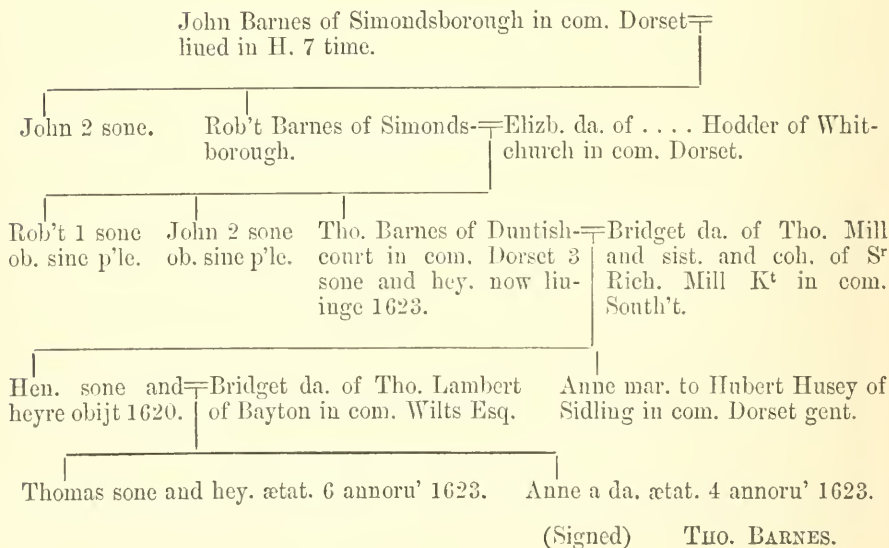 John Barnes of Simondsborough in com. Dorset
liued in H. 7 time.
John 2 sone.
Rob't Barnes of Simonds-
borough.
Elizb. da. of . . . . Hodder of Whit-
church in com. Dorset.
Rob't 1 sone
ob. sine p'le.
John 2 sone
ob. sine p'le.
Tho. Barnes of Duntish-
court in com. Dorset 3
sone and hey. now liu-
inge 1623.
Bridget da. of Tho. Mill
and sist. and coh. of Sʳ
Rich. Mill Kᵗ in com.
South't.
Hen. sone and
heyre obijt 1620.
Bridget da. of Tho. Lambert
of Bayton in com. Wilts Esq.
Anne mar. to Hubert Husey of
Sidling in com. Dorset gent.
Thomas sone and hey. ætat. 6 annoru' 1623.
Anne a da. ætat. 4 annoru' 1623.
(Signed) THO. BARNES.